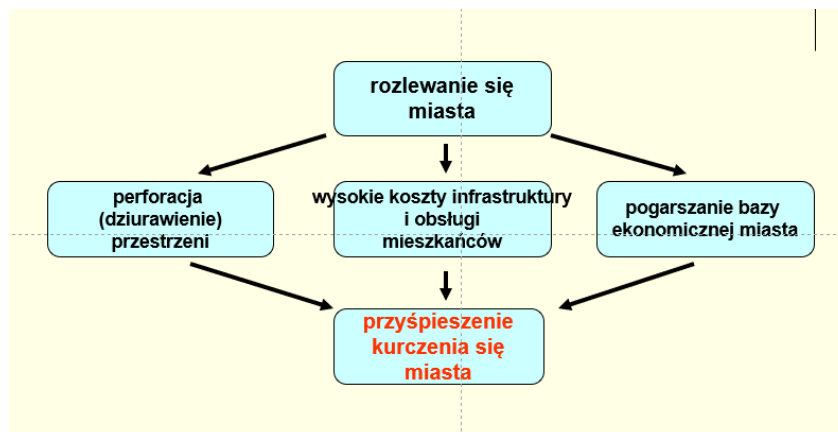 rozlewanie się
miasta
perforacja
(dziurawienie)
przestrzeni
wysokie koszty infrastruktury
i obsługi
mieszkańców
pogarszanie bazy
ekonomicznej miasta
przyśpieszenie
kurczenia się
miasta